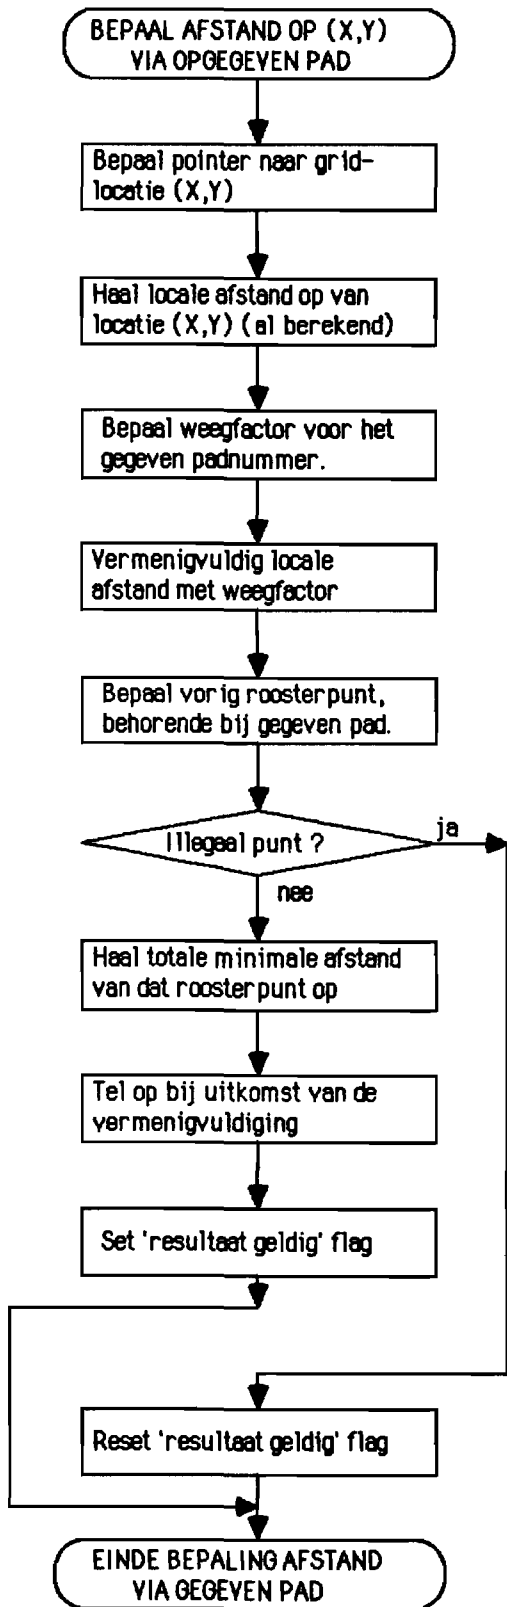 BEPAAL AFSTAND OP (X,Y)
VIA OPGEGEVEN PAD
Bepaal pointer naar grid-
locatie (X,Y)
Haal locale afstand op van
locatie (X,Y) (al berekend)
Bepaal weegfactor voor het
gegeven padnummer.
Vermenigvuldig locale
afstand met weegfactor
Bepaal vorig roosterpunt,
behorende bij gegeven pad.
Illegaal punt ?
ja
nee
Haal totale minimale afstand
van dat roosterpunt op
Tel op bij uitkomst van de
vermenigvuldiging
Set 'resultaat geldig' flag
Reset 'resultaat geldig' flag
EINDE BEPALING AFSTAND
VIA GEGEVEN PAD